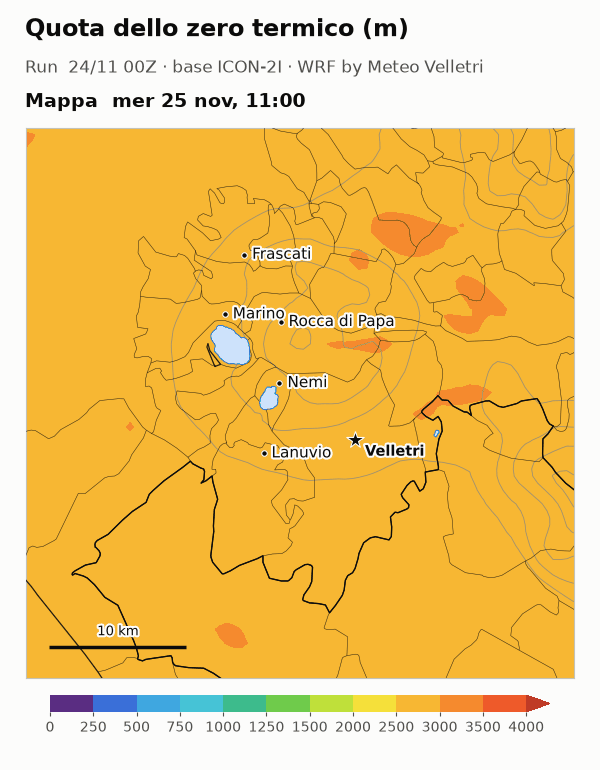 Quota dello zero termico (m)
Run 24/11 00Z · base ICON-2I · WRF by Meteo Velletri
Mappa mer 25 nov, 11:00
Frascati
Marino
Rocca di Papa
Nemi
Velletri
Lanuvio
10 km
0 250 500 750 1000 1250 1500 2000 2500 3000 3500 4000